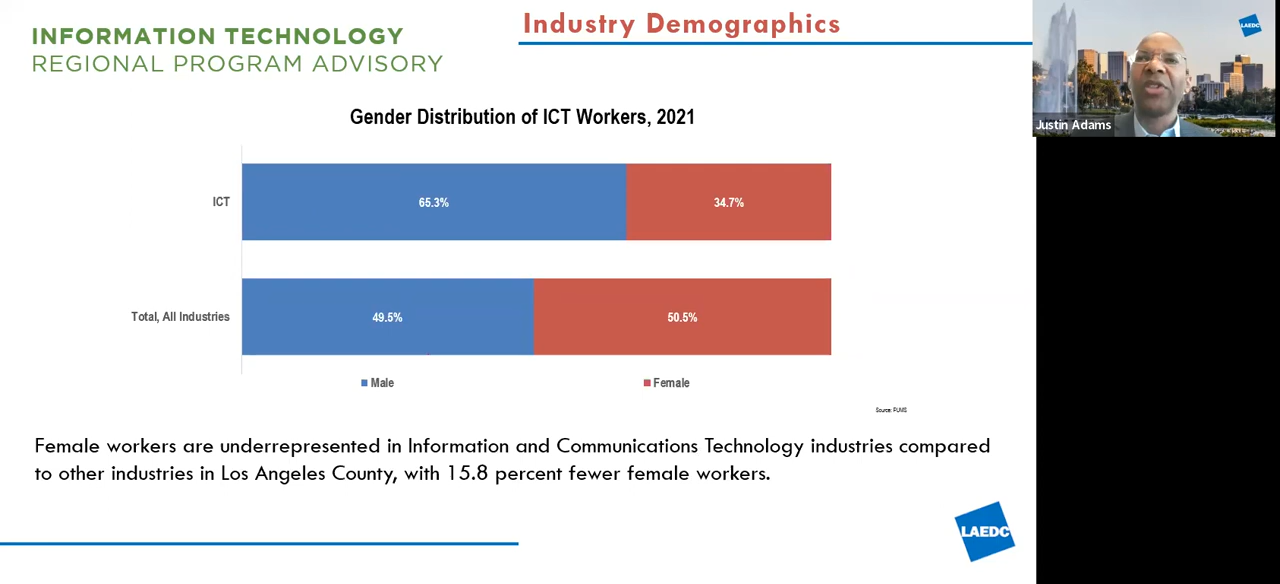 INFORMATION TECHNOLOGY
REGIONAL PROGRAM ADVISORY
Industry Demographics
LAEDC
Justin Adams
Gender Distribution of ICT Workers, 2021
ICT
65.3%
34.7%
Total, All Industries
49.5%
50.5%
Male
Female
Source: PUMS
Female workers are underrepresented in Information and Communications Technology industries compared
to other industries in Los Angeles County, with 15.8 percent fewer female workers.
LAEDC